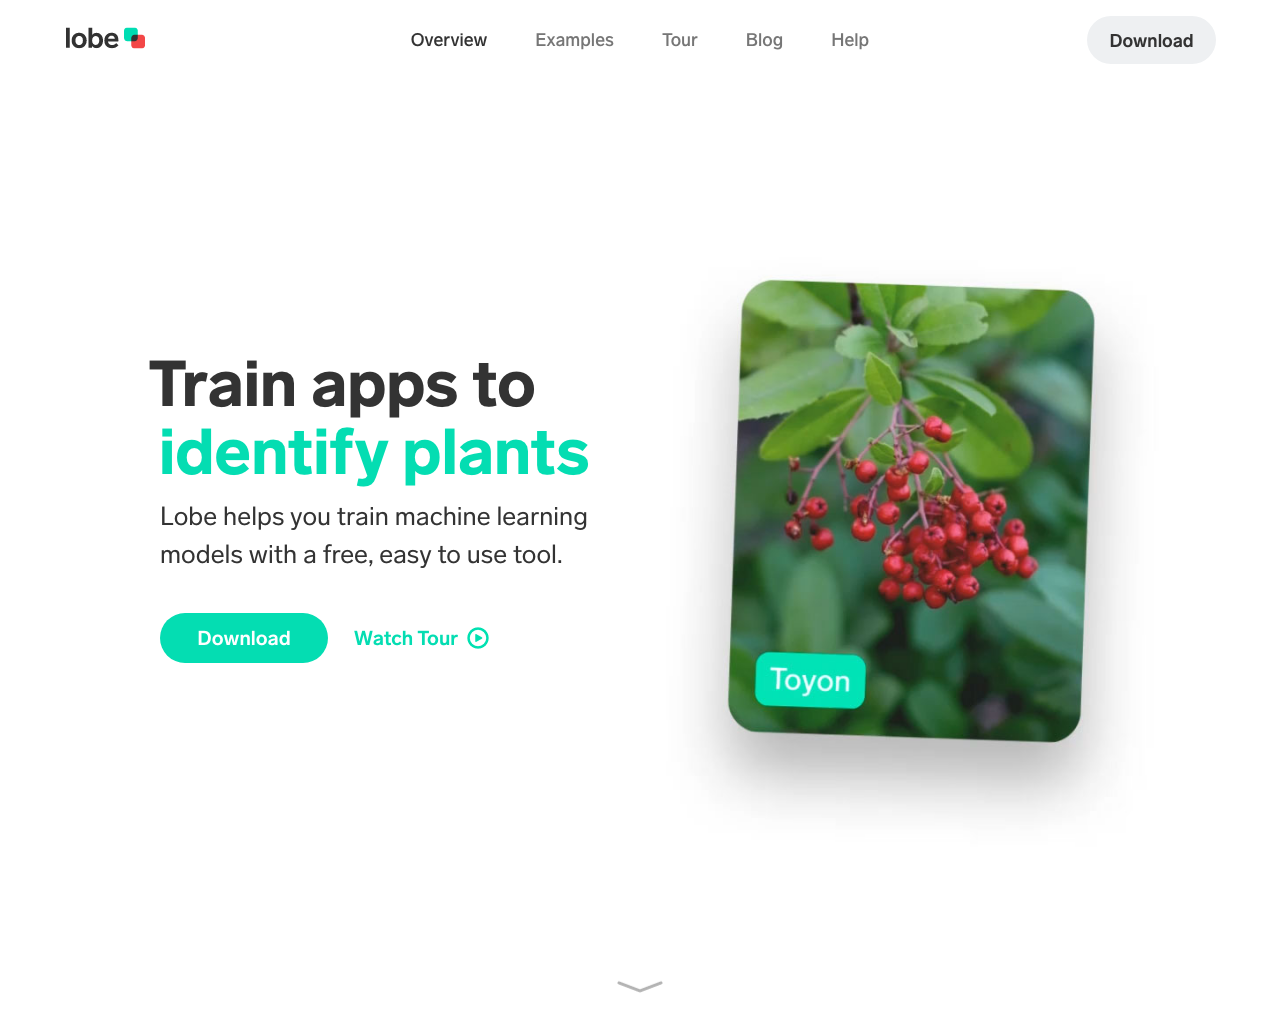 lobe
Overview
Examples
Tour
Blog
Help
Download
Train apps to
identify plants
Lobe helps you train machine learning
models with a free, easy to use tool.
Download
Watch Tour
Toyon